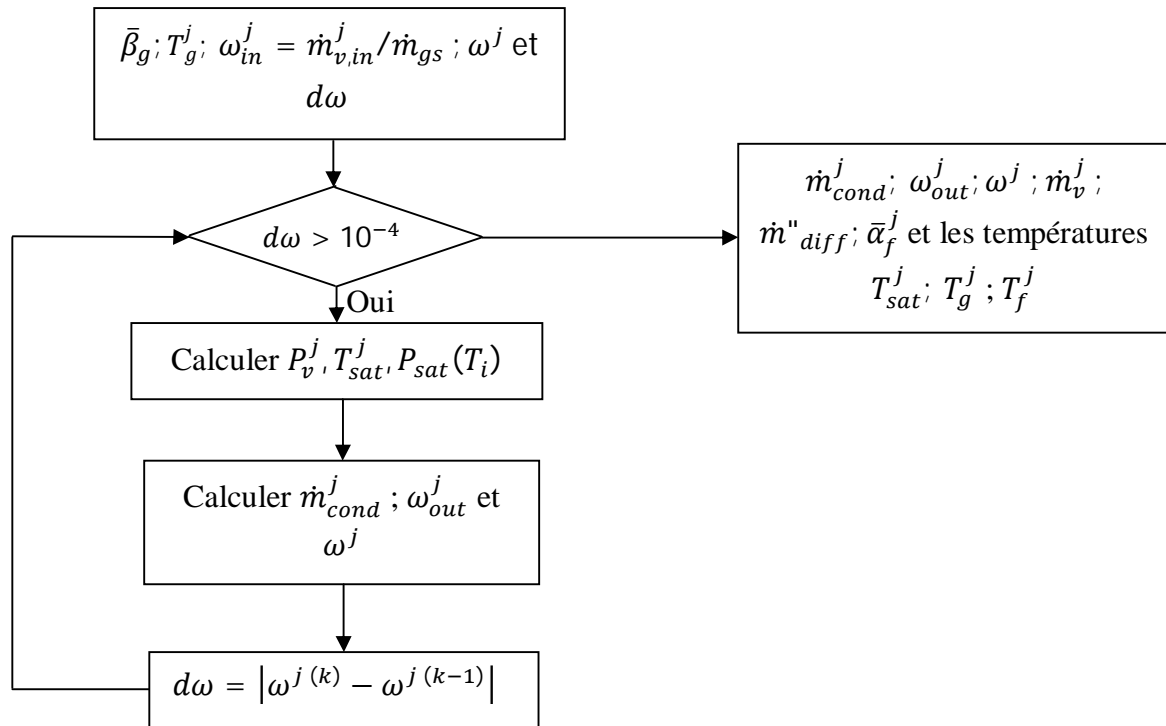 β̄_g; T_g^j; ω_in^j = ṁ_{v,in}^j/ṁ_gs ; ω^j et
dω
dω > 10⁻⁴
Oui
Calculer P_v^j, T_sat^j, P_sat(T_i)
Calculer ṁ_cond^j ; ω_out^j et
ω^j
dω = |ω^{j (k)} − ω^{j (k−1)}|
ṁ_cond^j; ω_out^j; ω^j ; ṁ_v^j ;
ṁ"_diff; ᾱ_f^j et les températures
T_sat^j; T_g^j ; T_f^j